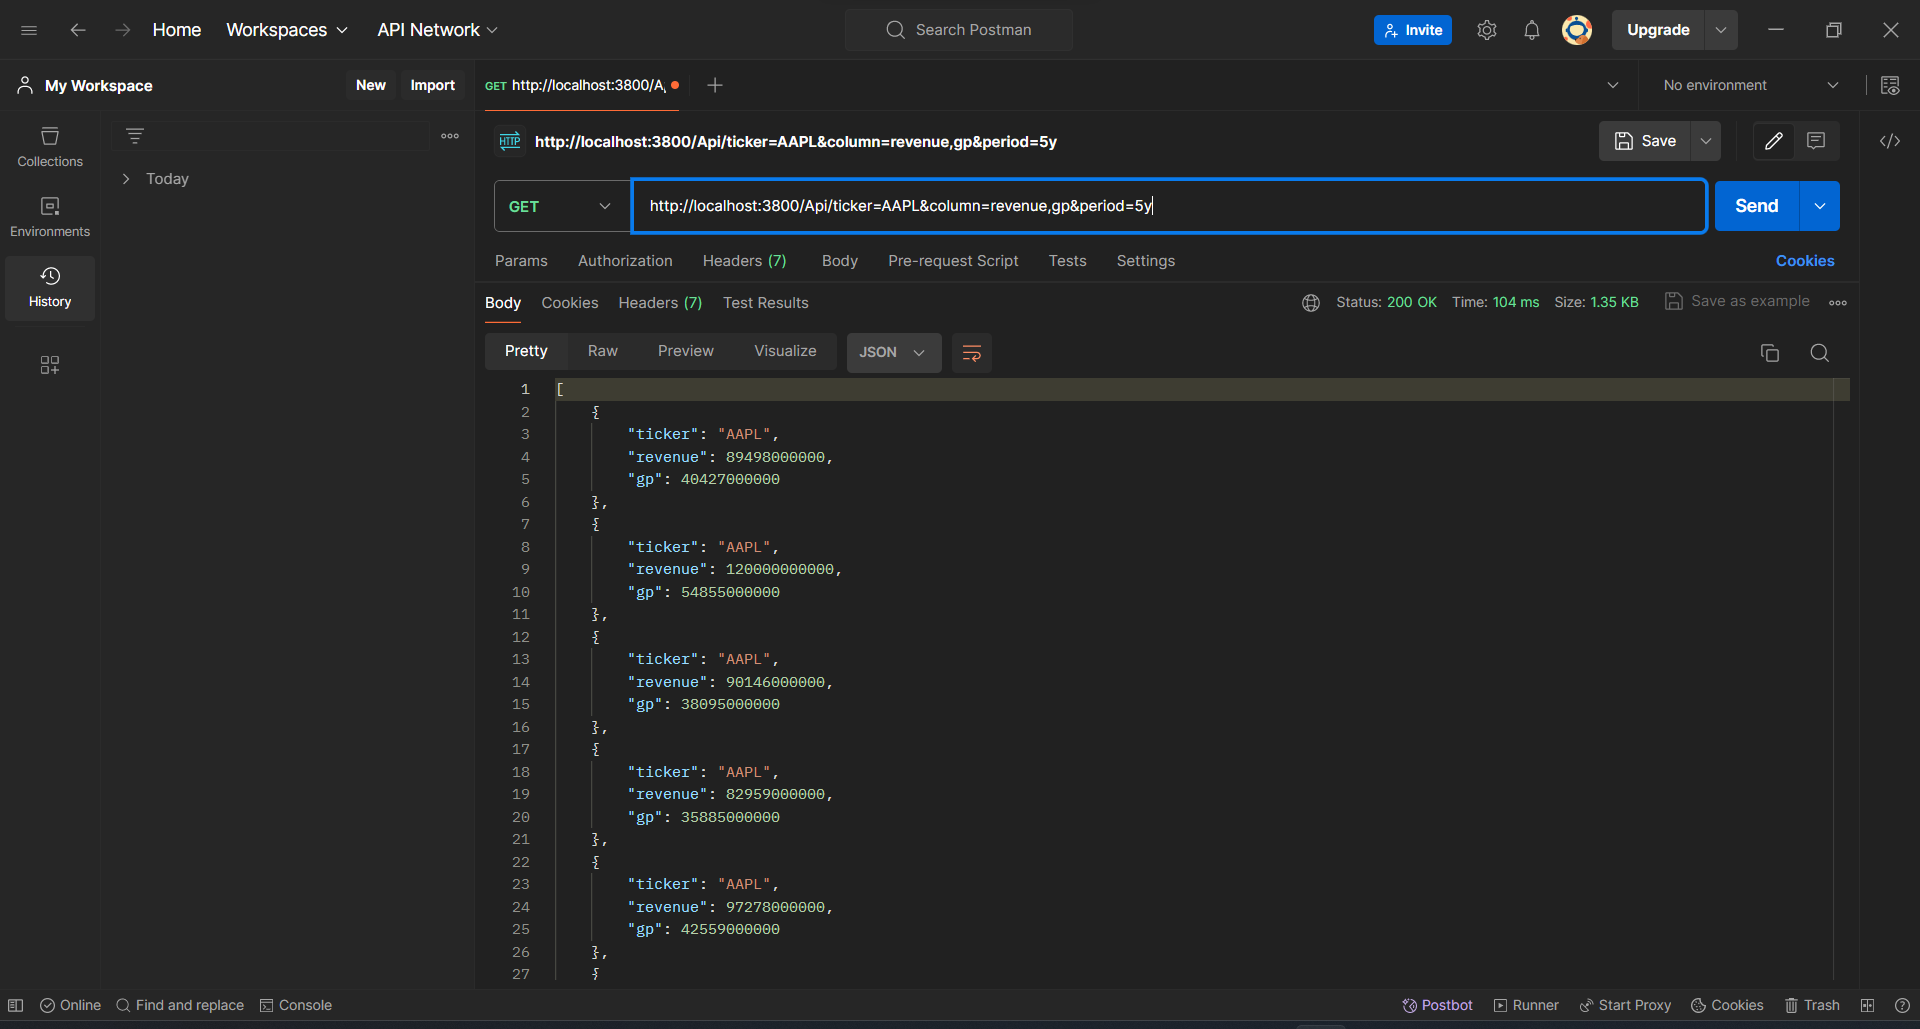 Home Workspaces API Network Search Postman Invite Upgrade
My Workspace New Import GET http://localhost:3800/A No environment
HTTP http://localhost:3800/Api/ticker=AAPL&column=revenue,gp&period=5y Save
Collections
Today
GET http://localhost:3800/Api/ticker=AAPL&column=revenue,gp&period=5y Send
Environments
Params Authorization Headers (7) Body Pre-request Script Tests Settings Cookies
History
Body Cookies Headers (7) Test Results Status: 200 OK Time: 104 ms Size: 1.35 KB Save as example
Pretty Raw Preview Visualize JSON
1 [
2 {
3 "ticker": "AAPL",
4 "revenue": 89498000000,
5 "gp": 40427000000
6 },
7 {
8 "ticker": "AAPL",
9 "revenue": 120000000000,
10 "gp": 54855000000
11 },
12 {
13 "ticker": "AAPL",
14 "revenue": 90146000000,
15 "gp": 38095000000
16 },
17 {
18 "ticker": "AAPL",
19 "revenue": 82959000000,
20 "gp": 35885000000
21 },
22 {
23 "ticker": "AAPL",
24 "revenue": 97278000000,
25 "gp": 42559000000
26 },
27 {
Online Find and replace Console Postbot Runner Start Proxy Cookies Trash